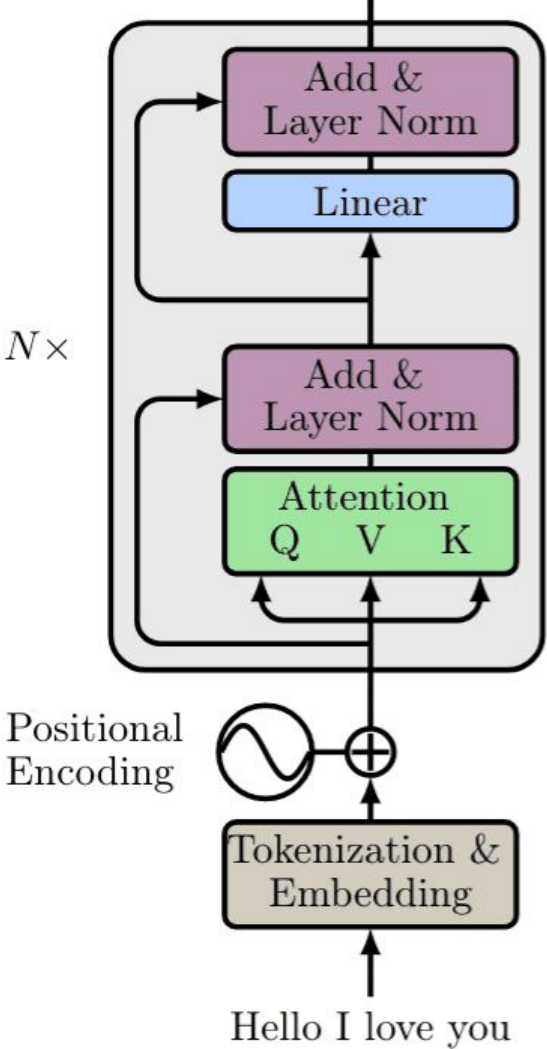 Add &
Layer Norm
Linear
N×
Add &
Layer Norm
Attention
Q V K
Positional
Encoding
Tokenization &
Embedding
Hello I love you